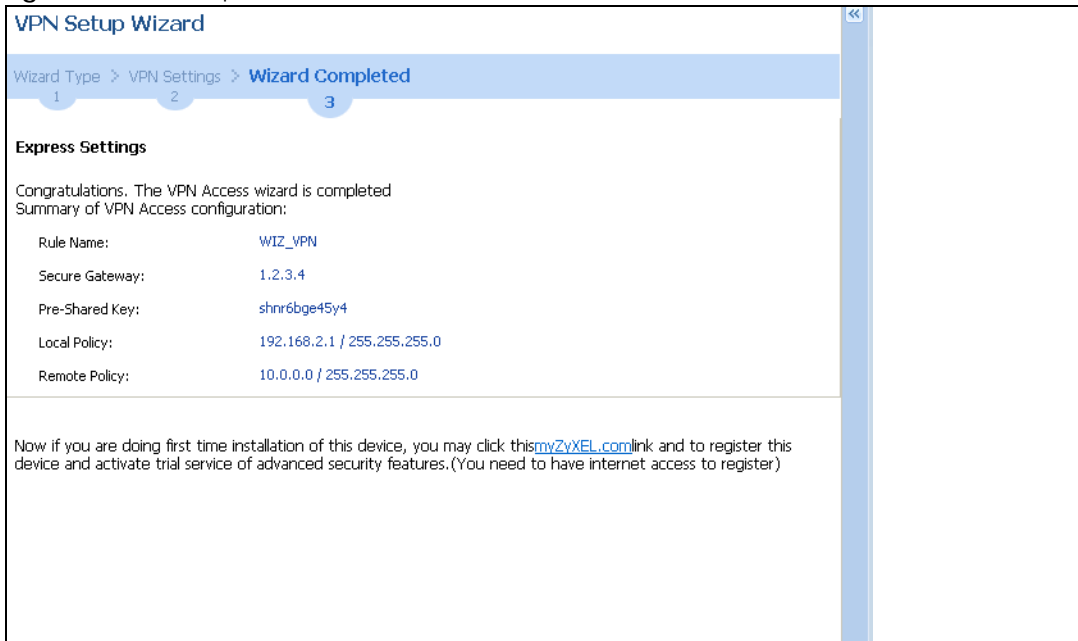 VPN Setup Wizard
«
Wizard Type > VPN Settings > Wizard Completed
1 2 3
Express Settings
Congratulations. The VPN Access wizard is completed
Summary of VPN Access configuration:
Rule Name: WIZ_VPN
Secure Gateway: 1.2.3.4
Pre-Shared Key: shnr6bge45y4
Local Policy: 192.168.2.1 / 255.255.255.0
Remote Policy: 10.0.0.0 / 255.255.255.0
Now if you are doing first time installation of this device, you may click thismyZyXEL.comlink and to register this
device and activate trial service of advanced security features.(You need to have internet access to register)